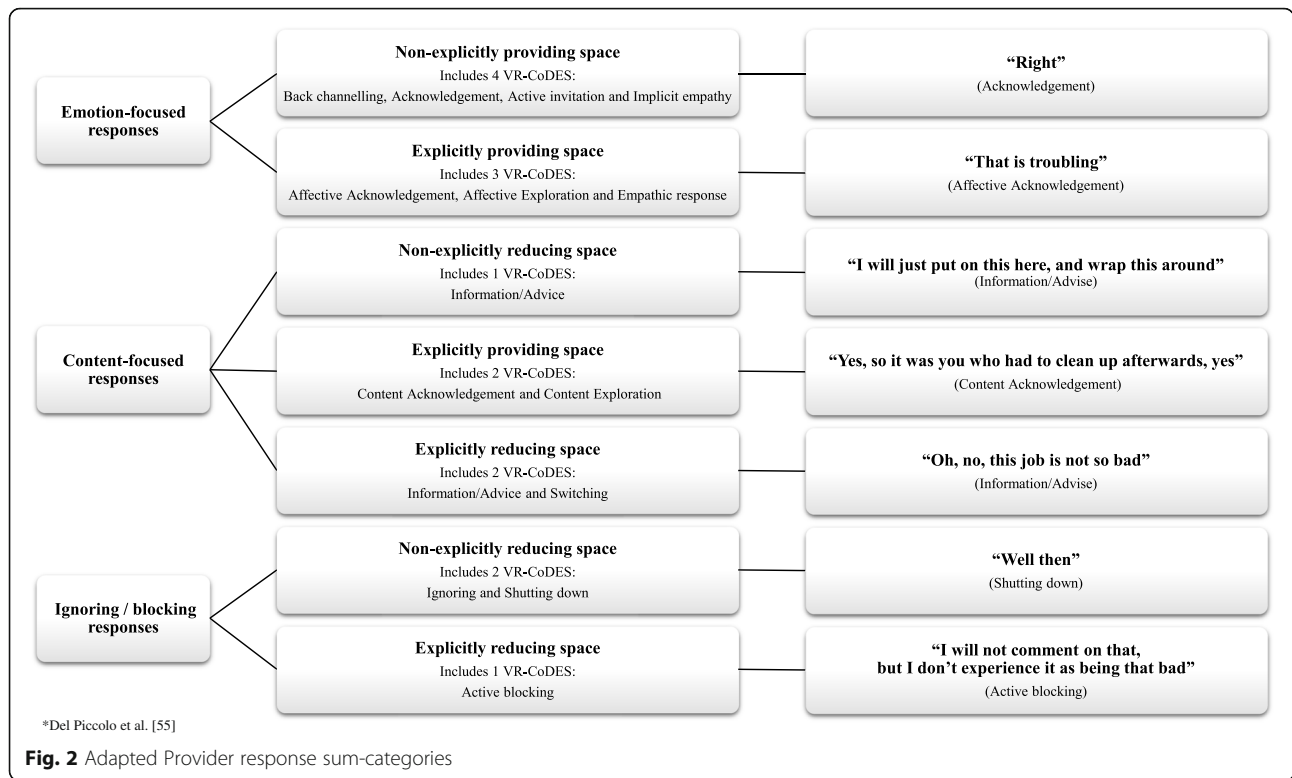 Non-explicitly providing space
Includes 4 VR-CoDES:
Back channelling, Acknowledgement, Active invitation and Implicit empathy
“Right”
(Acknowledgement)
Emotion-focused
responses
Explicitly providing space
Includes 3 VR-CoDES:
Affective Acknowledgement, Affective Exploration and Empathic response
“That is troubling”
(Affective Acknowledgement)
Non-explicitly reducing space
Includes 1 VR-CoDES:
Information/Advice
“I will just put on this here, and wrap this around”
(Information/Advise)
Content-focused
responses
Explicitly providing space
Includes 2 VR-CoDES:
Content Acknowledgement and Content Exploration
“Yes, so it was you who had to clean up afterwards, yes”
(Content Acknowledgement)
Explicitly reducing space
Includes 2 VR-CoDES:
Information/Advice and Switching
“Oh, no, this job is not so bad”
(Information/Advise)
Non-explicitly reducing space
Includes 2 VR-CoDES:
Ignoring and Shutting down
“Well then”
(Shutting down)
Ignoring / blocking
responses
Explicitly reducing space
Includes 1 VR-CoDES:
Active blocking
“I will not comment on that,
but I don’t experience it as being that bad”
(Active blocking)
*Del Piccolo et al. [55]
Fig. 2 Adapted Provider response sum-categories